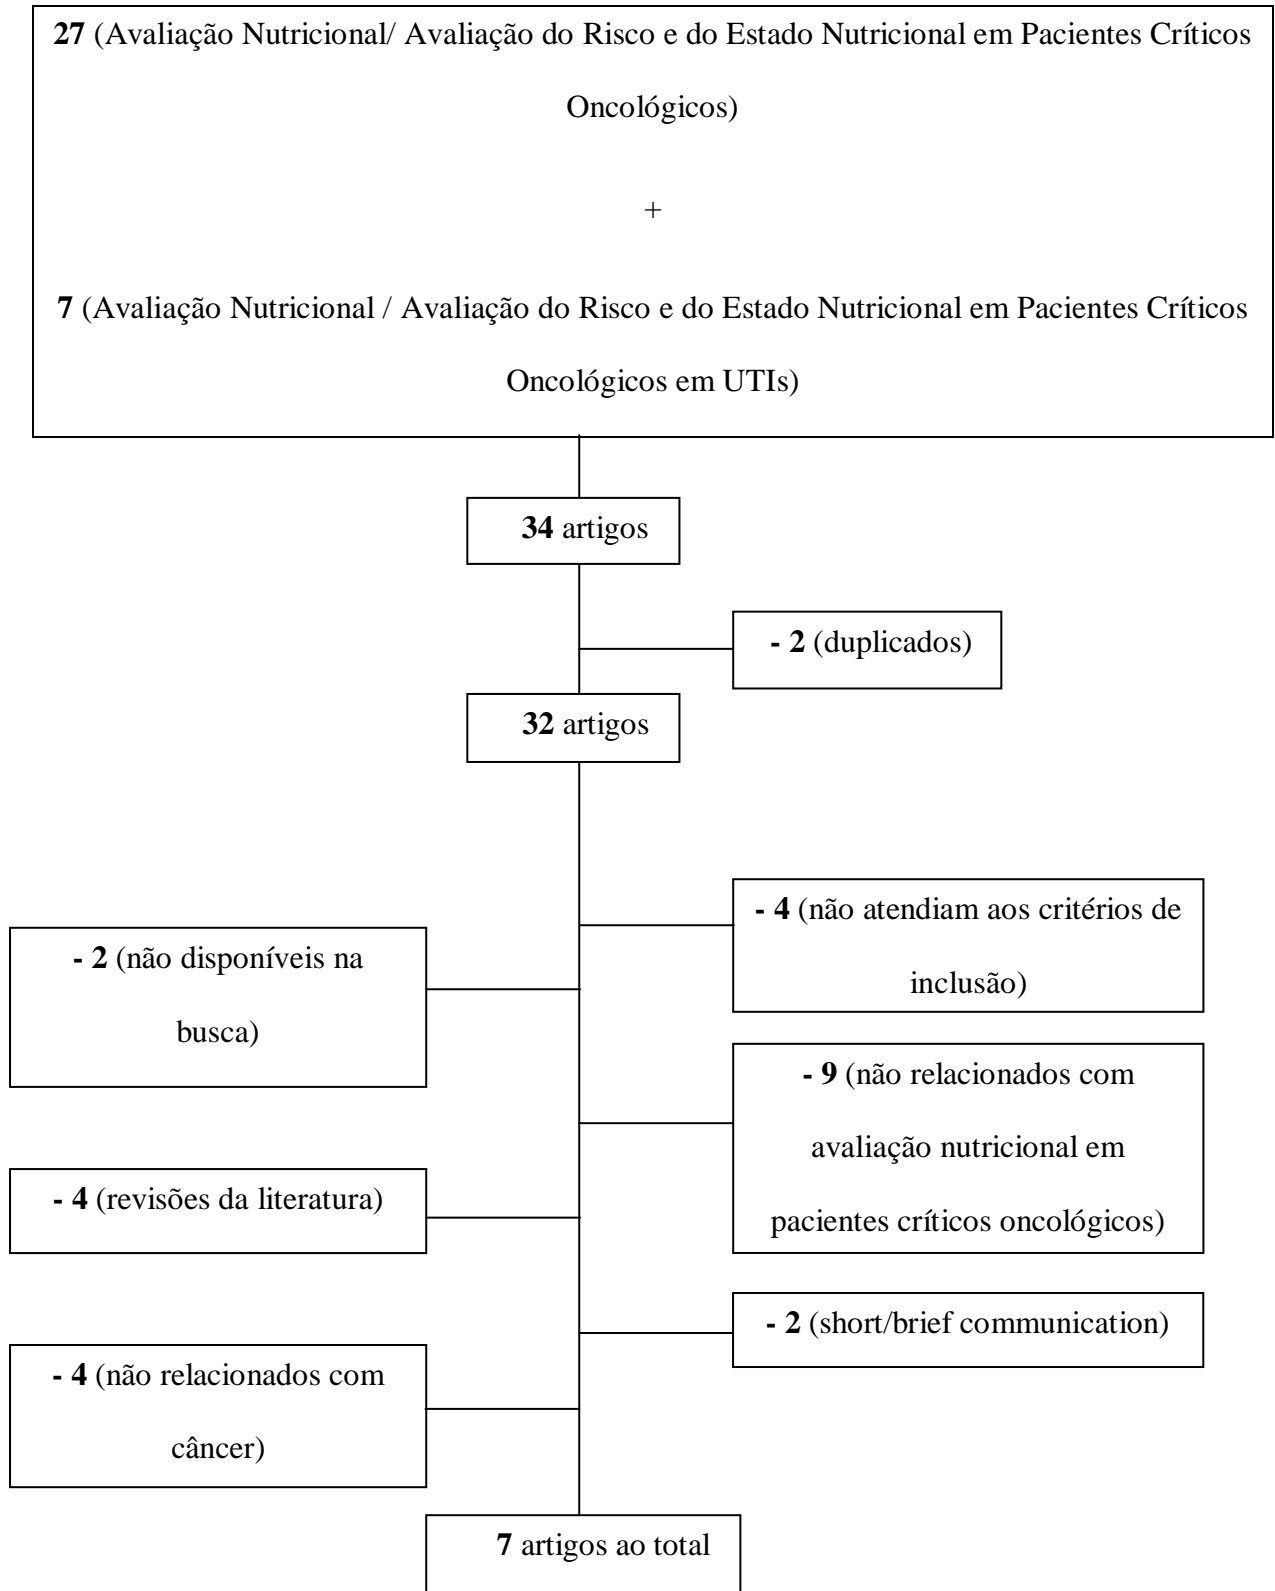 27 (Avaliação Nutricional/ Avaliação do Risco e do Estado Nutricional em Pacientes Críticos
Oncológicos)
+
7 (Avaliação Nutricional / Avaliação do Risco e do Estado Nutricional em Pacientes Críticos
Oncológicos em UTIs)
34 artigos
- 2 (duplicados)
32 artigos
- 4 (não atendiam aos critérios de
inclusão)
- 2 (não disponíveis na
busca)
- 9 (não relacionados com
avaliação nutricional em
pacientes críticos oncológicos)
- 4 (revisões da literatura)
- 2 (short/brief communication)
- 4 (não relacionados com
câncer)
7 artigos ao total